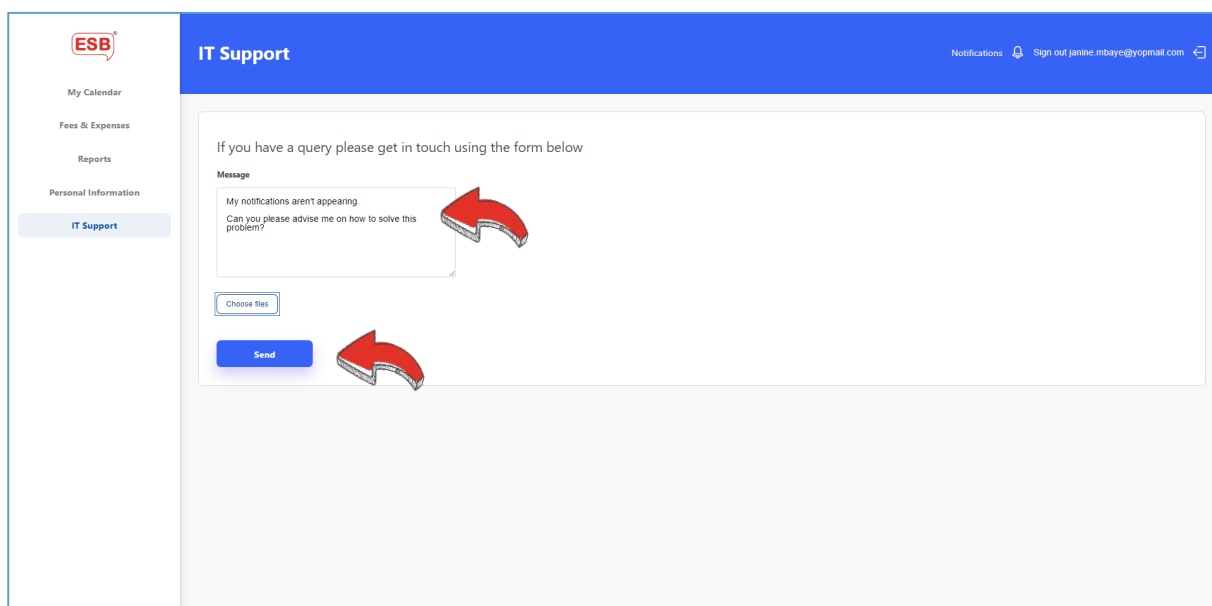 ESB®
IT Support
Notifications
Sign out janine.mbaye@yopmail.com
My Calendar
Fees & Expenses
Reports
Personal Information
IT Support
If you have a query please get in touch using the form below
Message
My notifications aren't appearing.
Can you please advise me on how to solve this
problem?
Choose files
Send